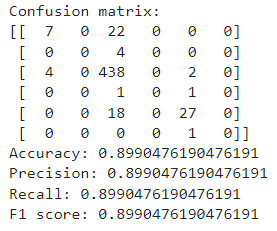 Confusion matrix:
[[  7   0  22   0   0   0]
 [  0   0   4   0   0   0]
 [  4   0 438   0   2   0]
 [  0   0   1   0   1   0]
 [  0   0  18   0  27   0]
 [  0   0   0   0   1   0]]
Accuracy: 0.8990476190476191
Precision: 0.8990476190476191
Recall: 0.8990476190476191
F1 score: 0.8990476190476191